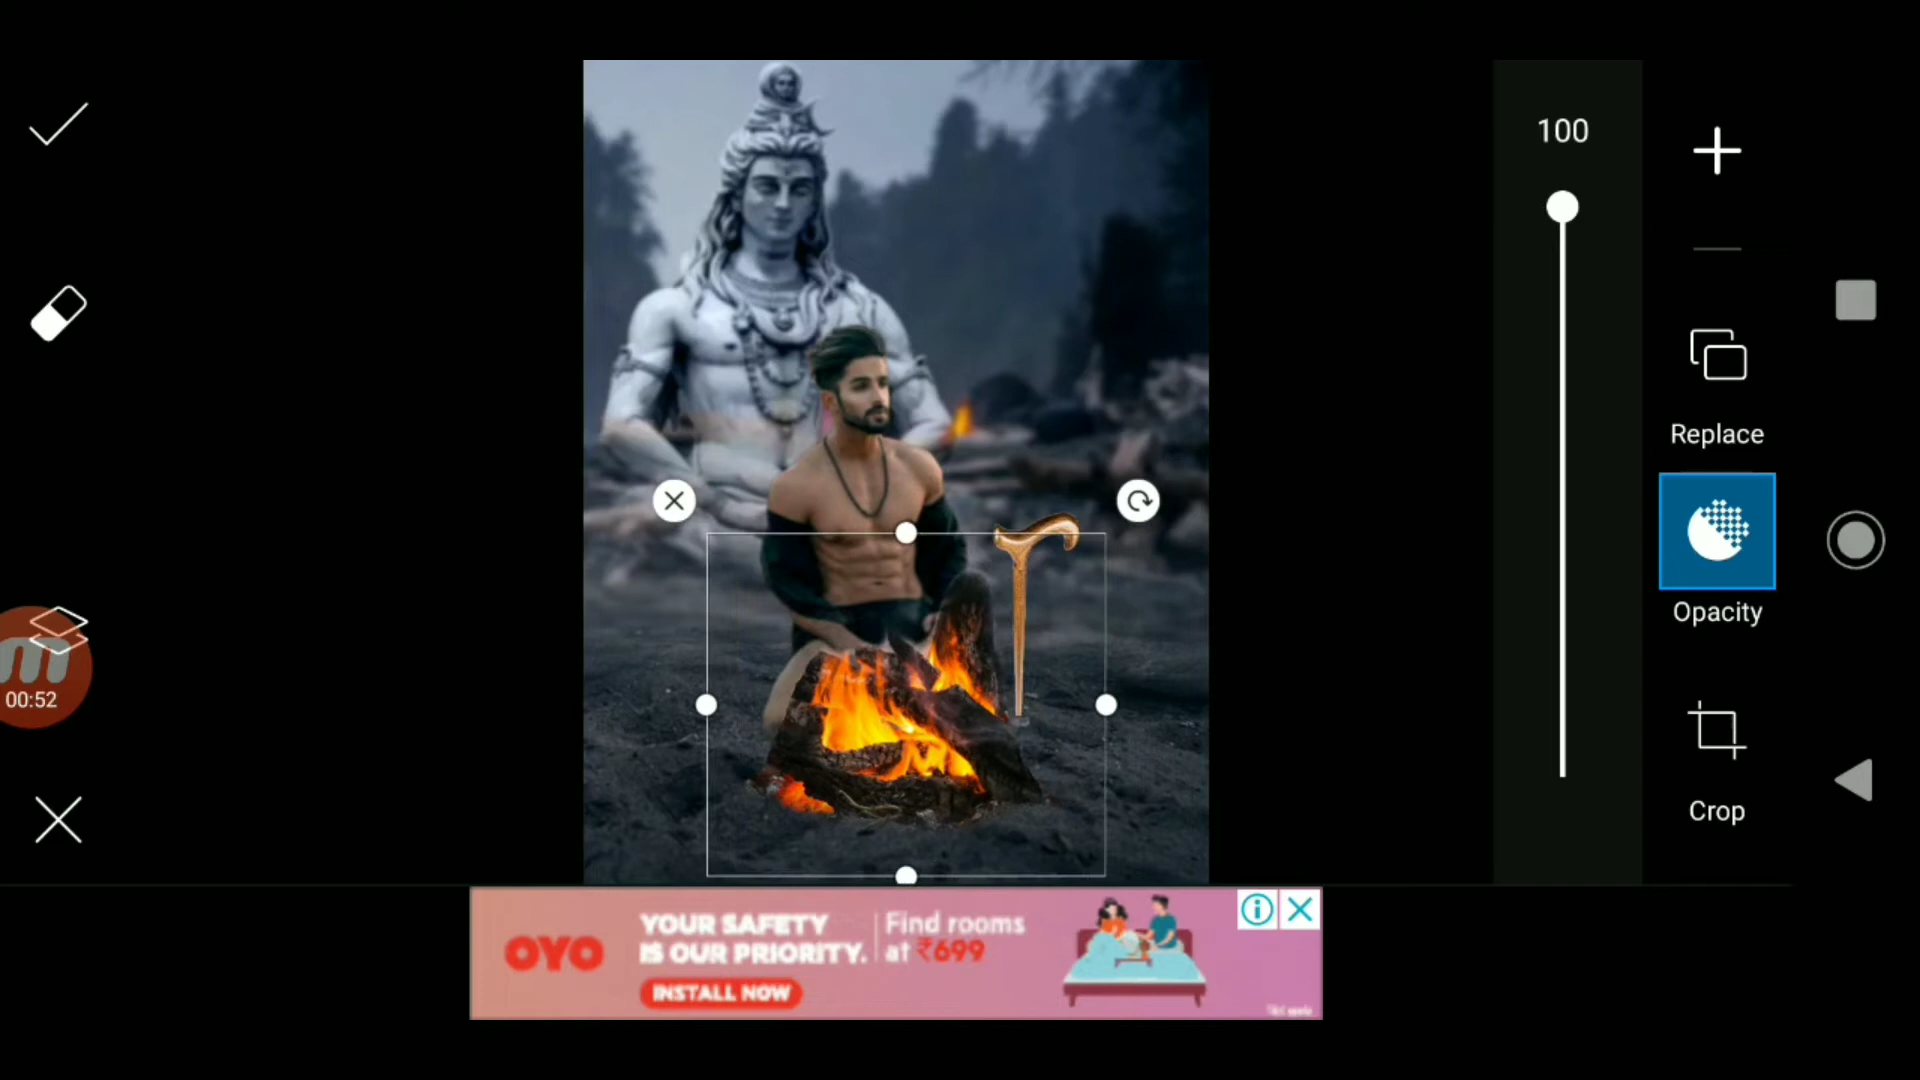 100
Replace
Opacity
Crop
00:52
OYO
YOUR SAFETY
IS OUR PRIORITY.
Find rooms
at ₹699
INSTALL NOW